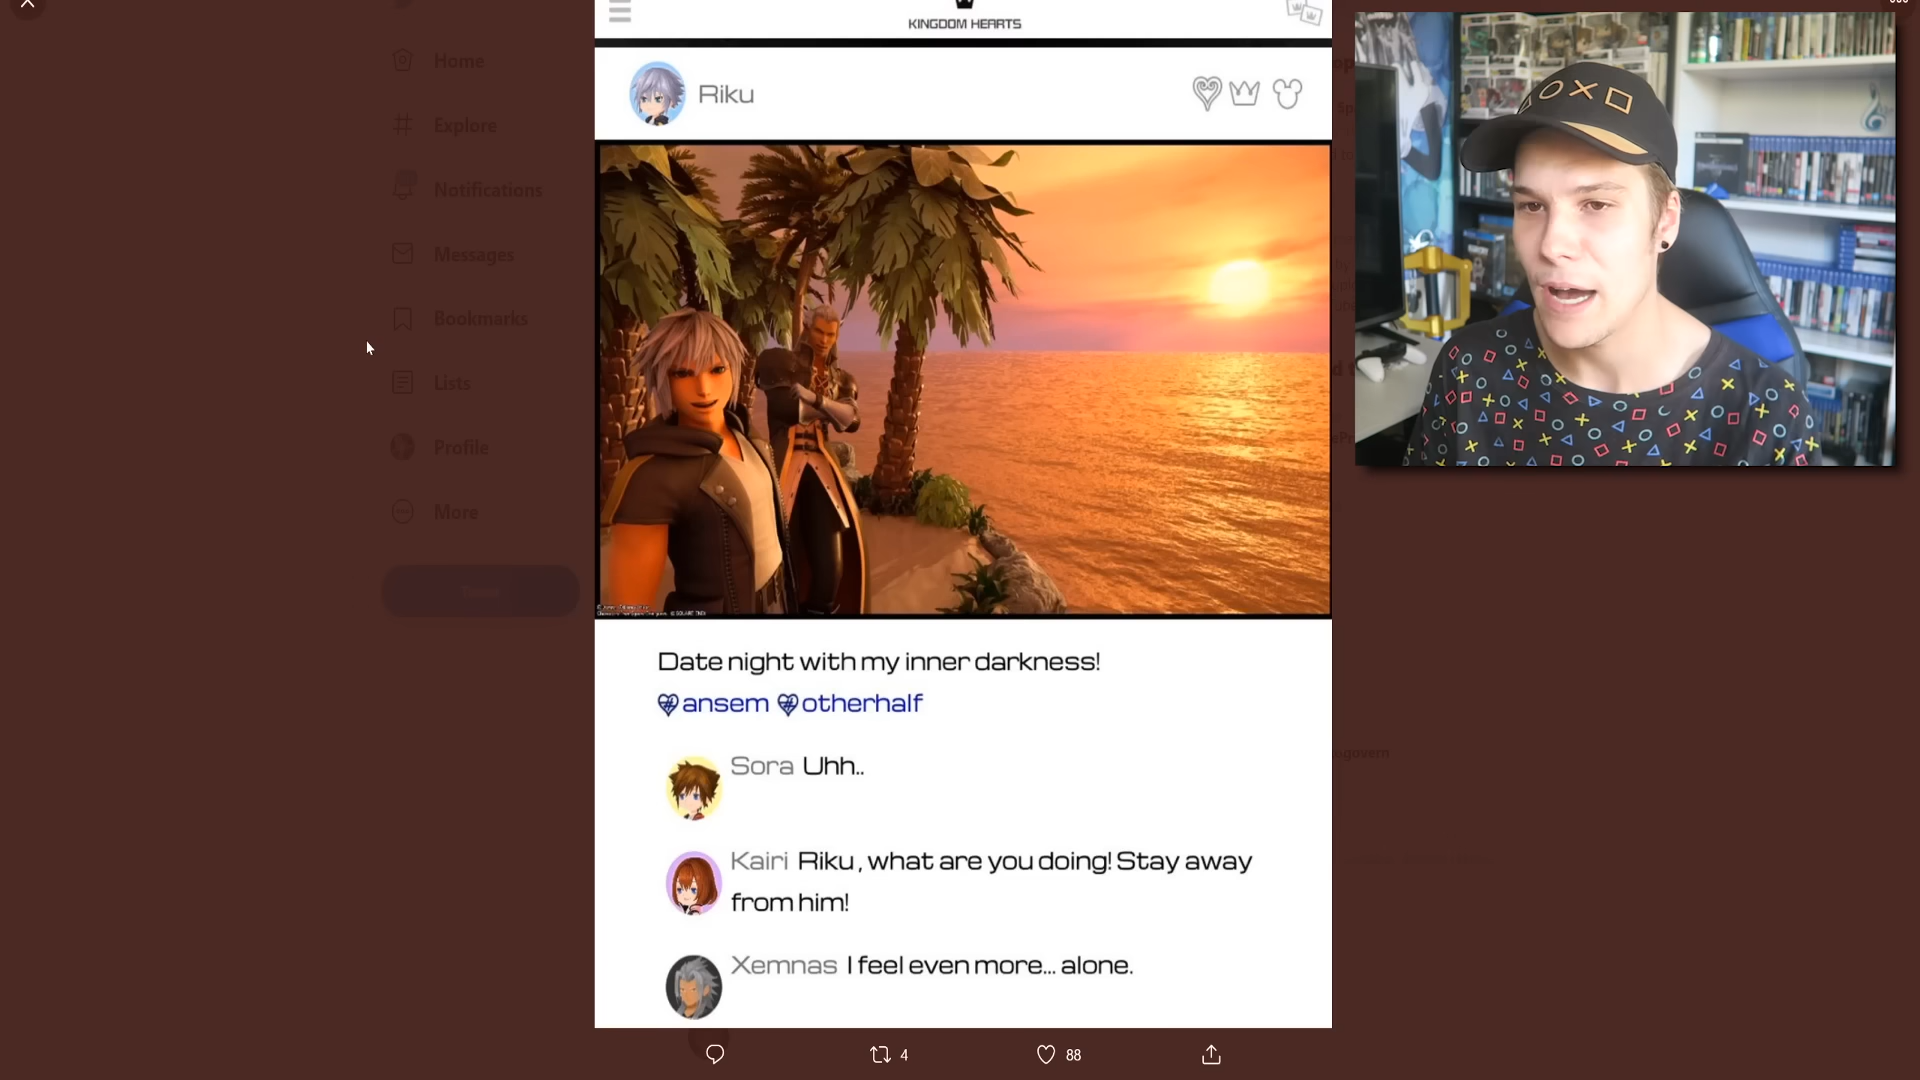 KINGDOM HEARTS
Home
Riku
Explore
Notifications
Messages
Bookmarks
Lists
Profile
More
Tweet
Date night with my inner darkness!
#ansem #otherhalf
Sora Uhh..
Kairi Riku, what are you doing! Stay away
from him!
Xemnas I feel even more... alone.
4
88